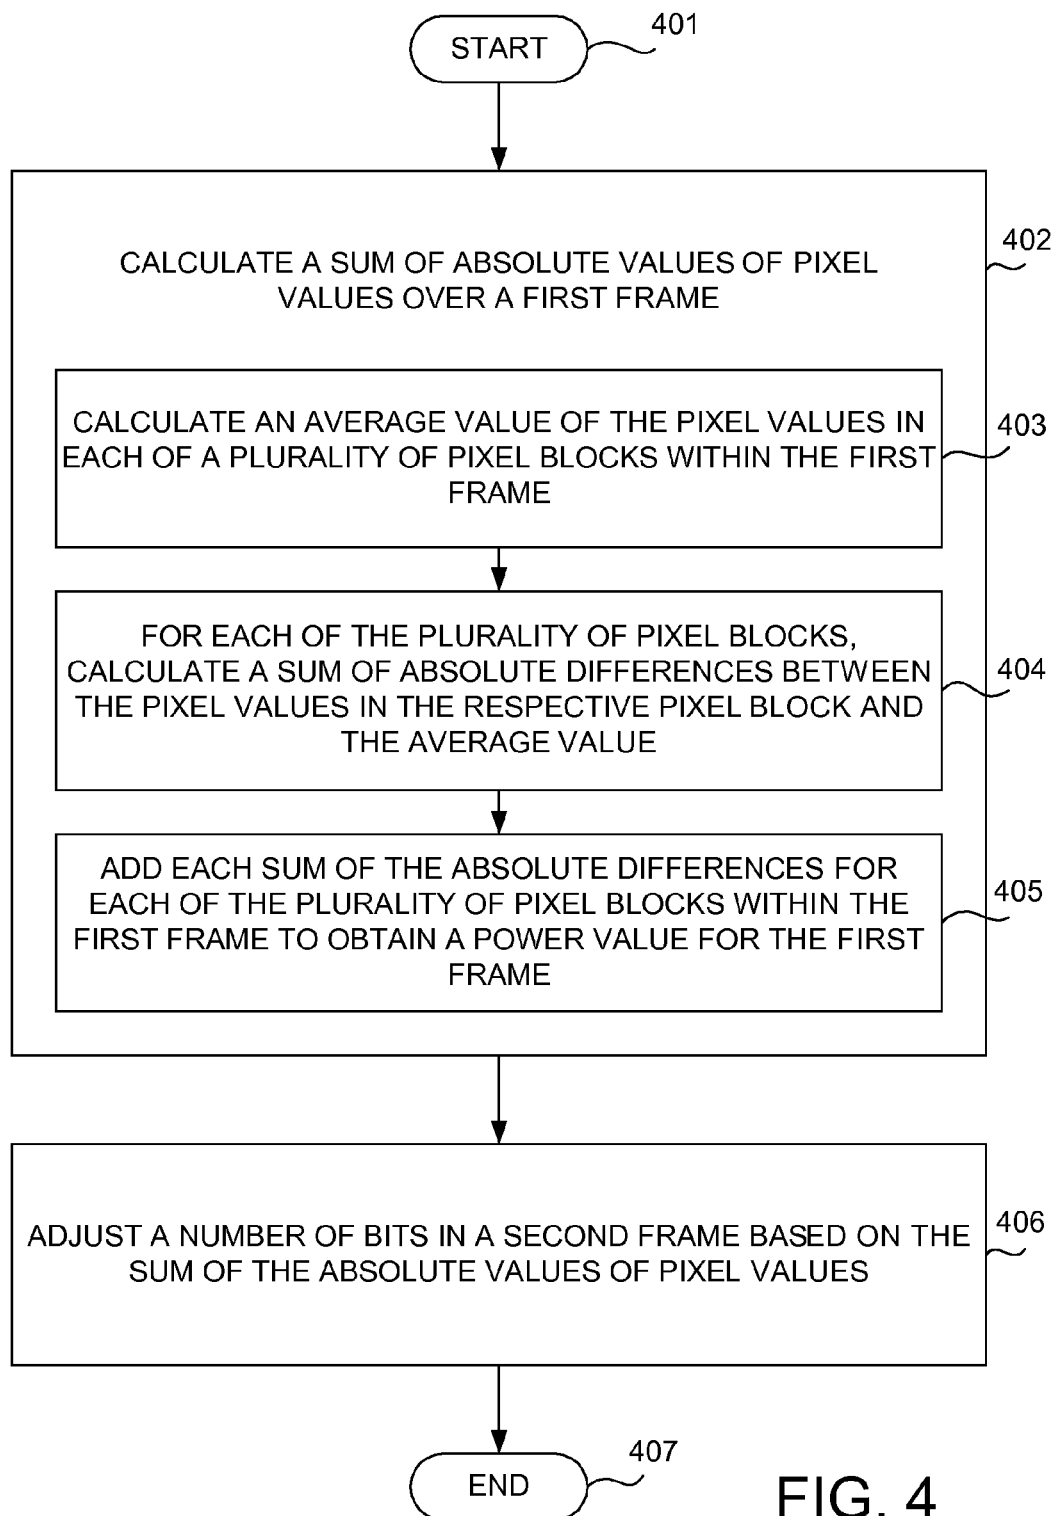 START
401
CALCULATE A SUM OF ABSOLUTE VALUES OF PIXEL
VALUES OVER A FIRST FRAME
402
CALCULATE AN AVERAGE VALUE OF THE PIXEL VALUES IN
EACH OF A PLURALITY OF PIXEL BLOCKS WITHIN THE FIRST
FRAME
403
FOR EACH OF THE PLURALITY OF PIXEL BLOCKS,
CALCULATE A SUM OF ABSOLUTE DIFFERENCES BETWEEN
THE PIXEL VALUES IN THE RESPECTIVE PIXEL BLOCK AND
THE AVERAGE VALUE
404
ADD EACH SUM OF THE ABSOLUTE DIFFERENCES FOR
EACH OF THE PLURALITY OF PIXEL BLOCKS WITHIN THE
FIRST FRAME TO OBTAIN A POWER VALUE FOR THE FIRST
FRAME
405
ADJUST A NUMBER OF BITS IN A SECOND FRAME BASED ON THE
SUM OF THE ABSOLUTE VALUES OF PIXEL VALUES
406
END
407
FIG. 4